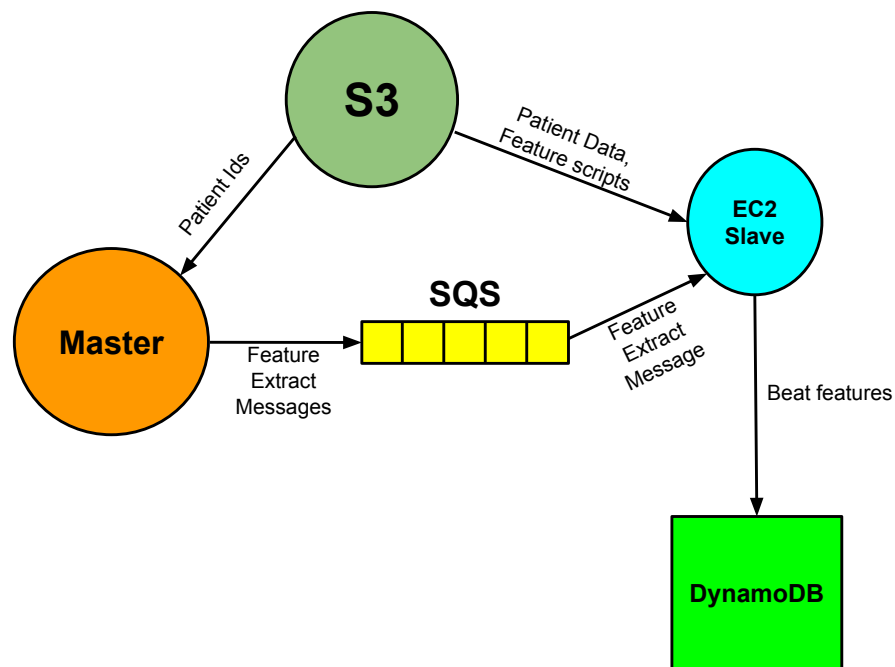 S3
Patient Ids
Patient Data,
Feature scripts
EC2
Slave
Master
SQS
Feature
Extract
Messages
Feature
Extract
Message
Beat features
DynamoDB